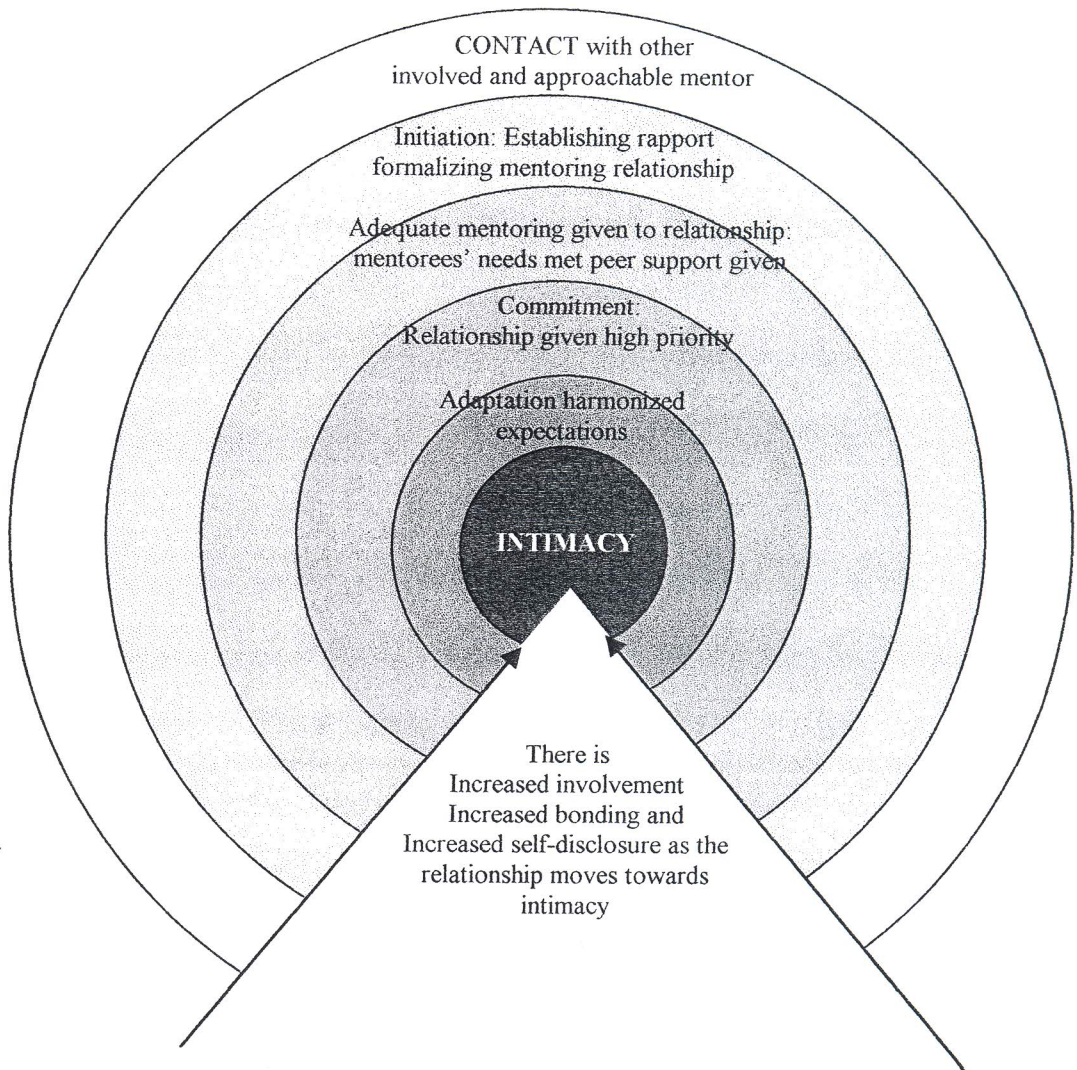 CONTACT with other
involved and approachable mentor
Initiation: Establishing rapport
formalizing mentoring relationship
Adequate mentoring given to relationship:
mentorees' needs met peer support given
Commitment:
Relationship given high priority
Adaptation harmonized
expectations
INTIMACY
There is
Increased involvement
Increased bonding and
Increased self-disclosure as the
relationship moves towards
intimacy